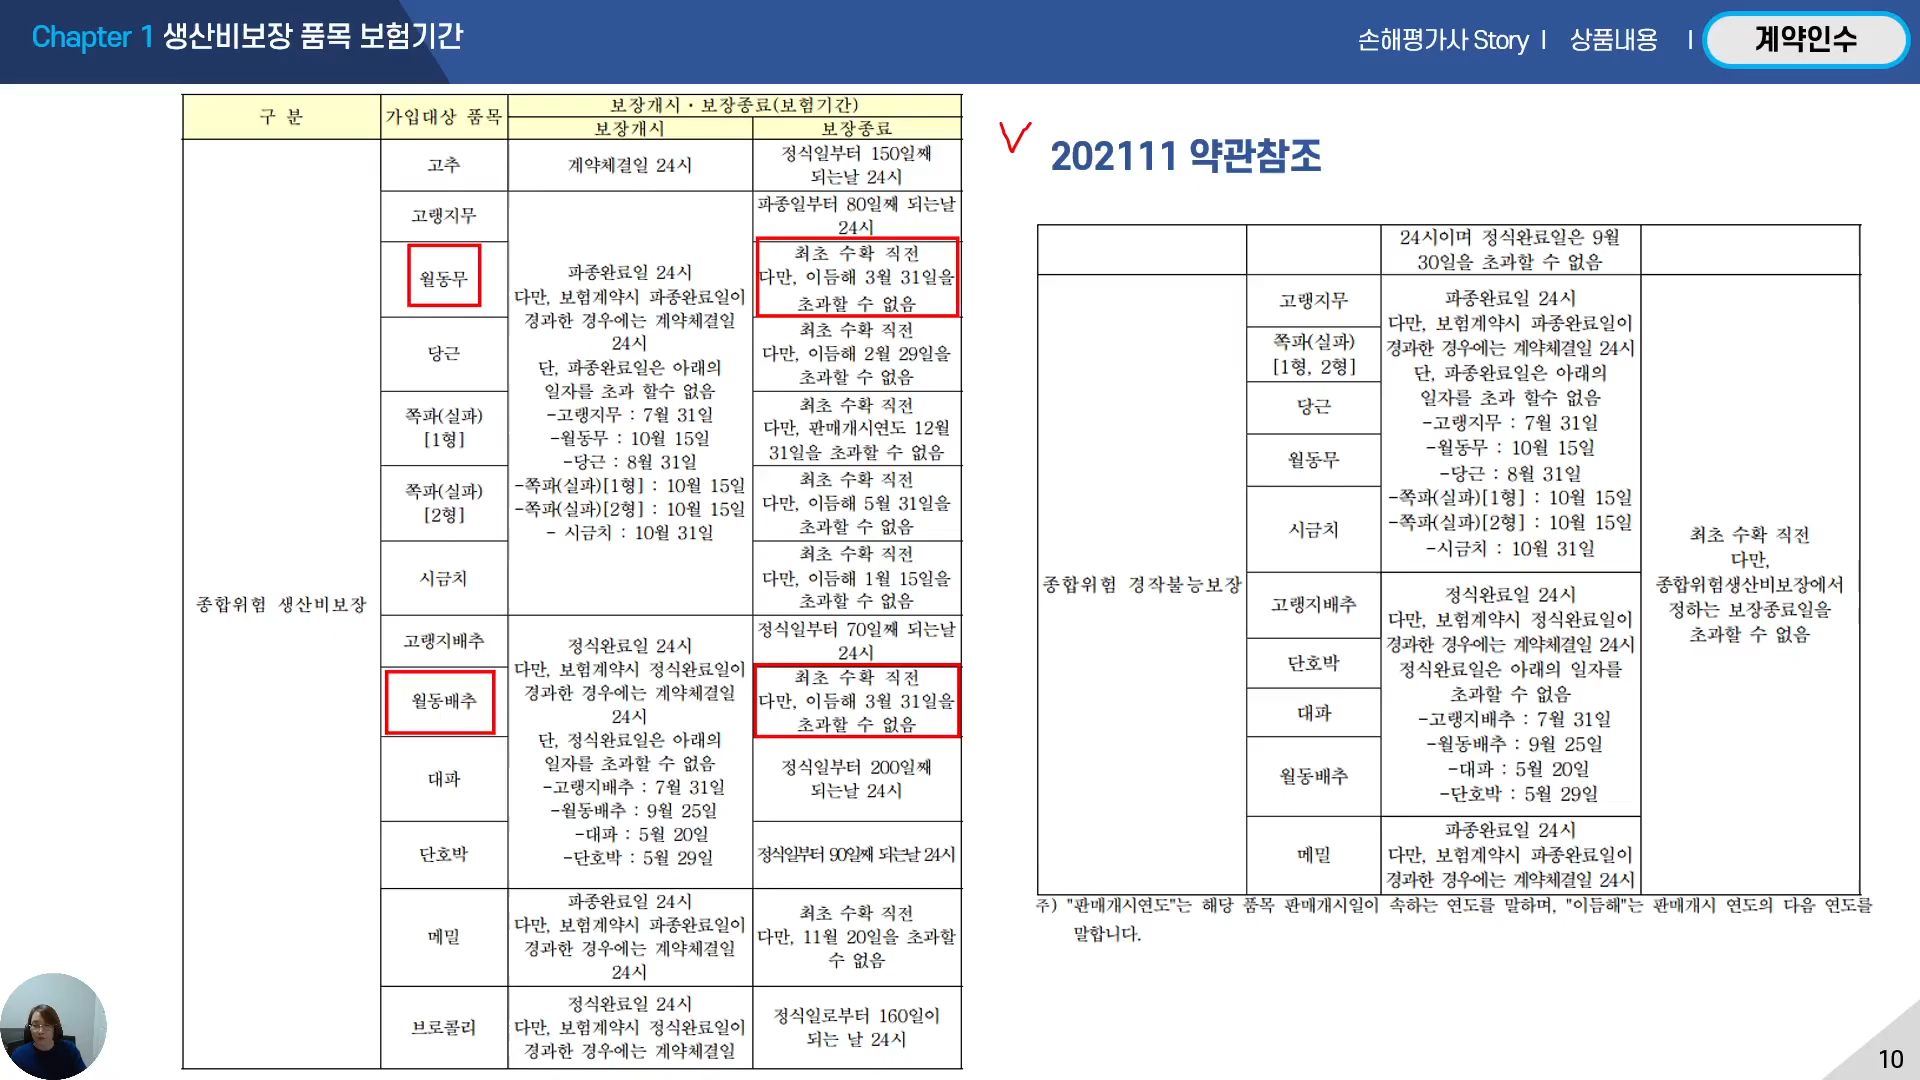 Chapter 1 생산비보장 품목 보험기간
손해평가사 Story ㅣ 상품내용 ㅣ 계약인수
구 분
가입대상 품목
보장개시・보장종료(보험기간)
보장개시
보장종료
종합위험 생산비보장
고추
계약체결일 24시
정식일부터 150일째
되는날 24시
고랭지무
파종일부터 80일째 되는날
24시
월동무
최초 수확 직전
다만, 이듬해 3월 31일을
초과할 수 없음
파종완료일 24시
다만, 보험계약시 파종완료일이
경과한 경우에는 계약체결일
24시
단, 파종완료일은 아래의
일자를 초과 할수 없음
-고랭지무 : 7월 31일
-월동무 : 10월 15일
-당근 : 8월 31일
-쪽파(실파)[1형] : 10월 15일
-쪽파(실파)[2형] : 10월 15일
- 시금치 : 10월 31일
당근
최초 수확 직전
다만, 이듬해 2월 29일을
초과할 수 없음
쪽파(실파)
[1형]
최초 수확 직전
다만, 판매개시연도 12월
31일을 초과할 수 없음
쪽파(실파)
[2형]
최초 수확 직전
다만, 이듬해 5월 31일을
초과할 수 없음
시금치
최초 수확 직전
다만, 이듬해 1월 15일을
초과할 수 없음
고랭지배추
정식일부터 70일째 되는날
24시
정식완료일 24시
다만, 보험계약시 정식완료일이
경과한 경우에는 계약체결일
24시
단, 정식완료일은 아래의
일자를 초과할 수 없음
-고랭지배추 : 7월 31일
-월동배추 : 9월 25일
-대파 : 5월 20일
-단호박 : 5월 29일
월동배추
최초 수확 직전
다만, 이듬해 3월 31일을
초과할 수 없음
대파
정식일부터 200일째
되는날 24시
단호박
정식일부터 90일째 되는날 24시
메밀
파종완료일 24시
다만, 보험계약시 파종완료일이
경과한 경우에는 계약체결일
24시
최초 수확 직전
다만, 11월 20일을 초과할
수 없음
브로콜리
정식완료일 24시
다만, 보험계약시 정식완료일이
경과한 경우에는 계약체결일
정식일로부터 160일이
되는 날 24시
202111 약관참조
24시이며 정식완료일은 9월
30일을 초과할 수 없음
종합위험 경작불능보장
고랭지무
쪽파(실파)
[1형, 2형]
당근
월동무
시금치
파종완료일 24시
다만, 보험계약시 파종완료일이
경과한 경우에는 계약체결일 24시
단, 파종완료일은 아래의
일자를 초과 할수 없음
-고랭지무 : 7월 31일
-월동무 : 10월 15일
-당근 : 8월 31일
-쪽파(실파)[1형] : 10월 15일
-쪽파(실파)[2형] : 10월 15일
-시금치 : 10월 31일
고랭지배추
단호박
대파
월동배추
정식완료일 24시
다만, 보험계약시 정식완료일이
경과한 경우에는 계약체결일 24시
정식완료일은 아래의 일자를
초과할 수 없음
-고랭지배추 : 7월 31일
-월동배추 : 9월 25일
-대파 : 5월 20일
-단호박 : 5월 29일
메밀
파종완료일 24시
다만, 보험계약시 파종완료일이
경과한 경우에는 계약체결일 24시
최초 수확 직전
다만,
종합위험생산비보장에서
정하는 보장종료일을
초과할 수 없음
주) "판매개시연도"는 해당 품목 판매개시일이 속하는 연도를 말하며, "이듬해"는 판매개시 연도의 다음 연도를
말합니다.
10